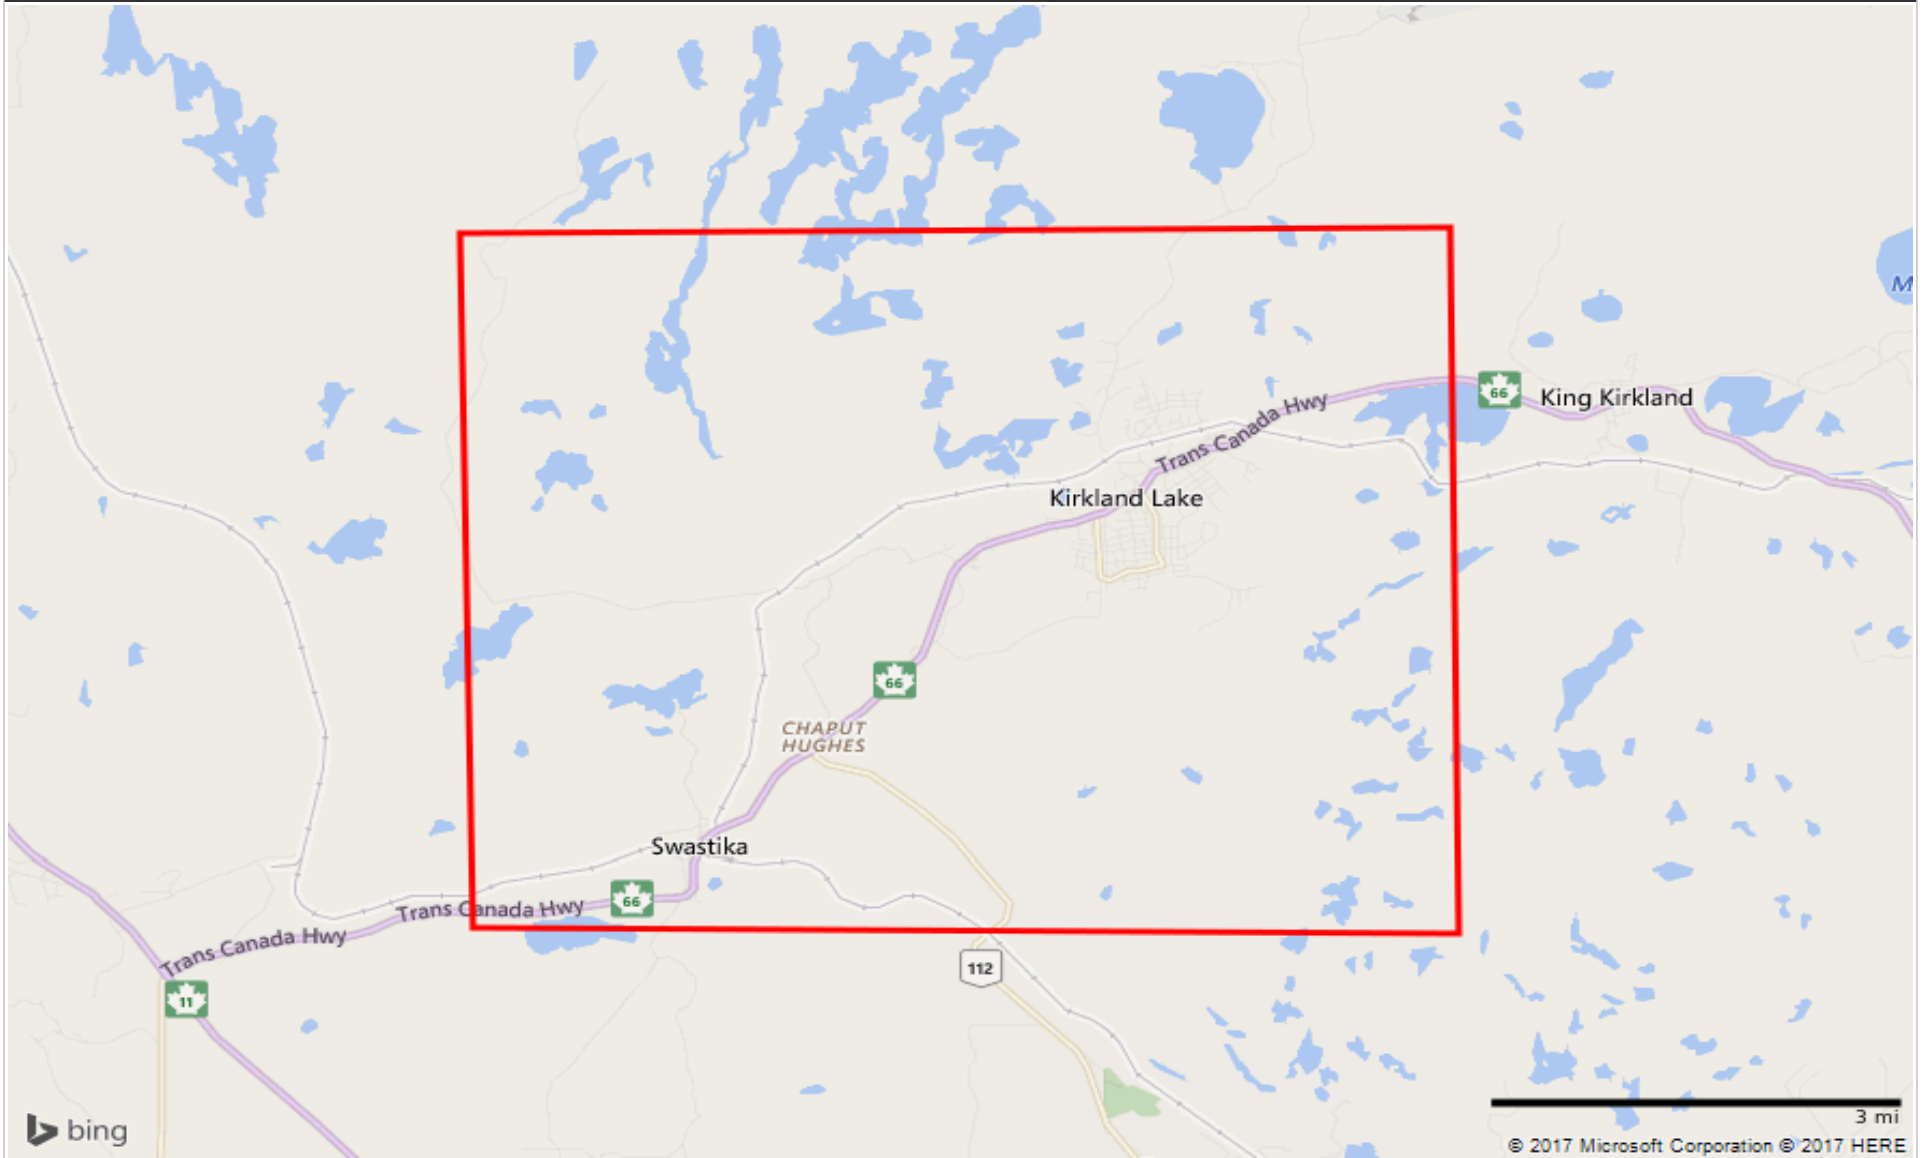 M
66
King Kirkland
Trans Canada Hwy
Kirkland Lake
66
CHAPUT
HUGHES
Swastika
66
Trans Canada Hwy
Trans Canada Hwy
112
11
bing
3 mi
© 2017 Microsoft Corporation © 2017 HERE